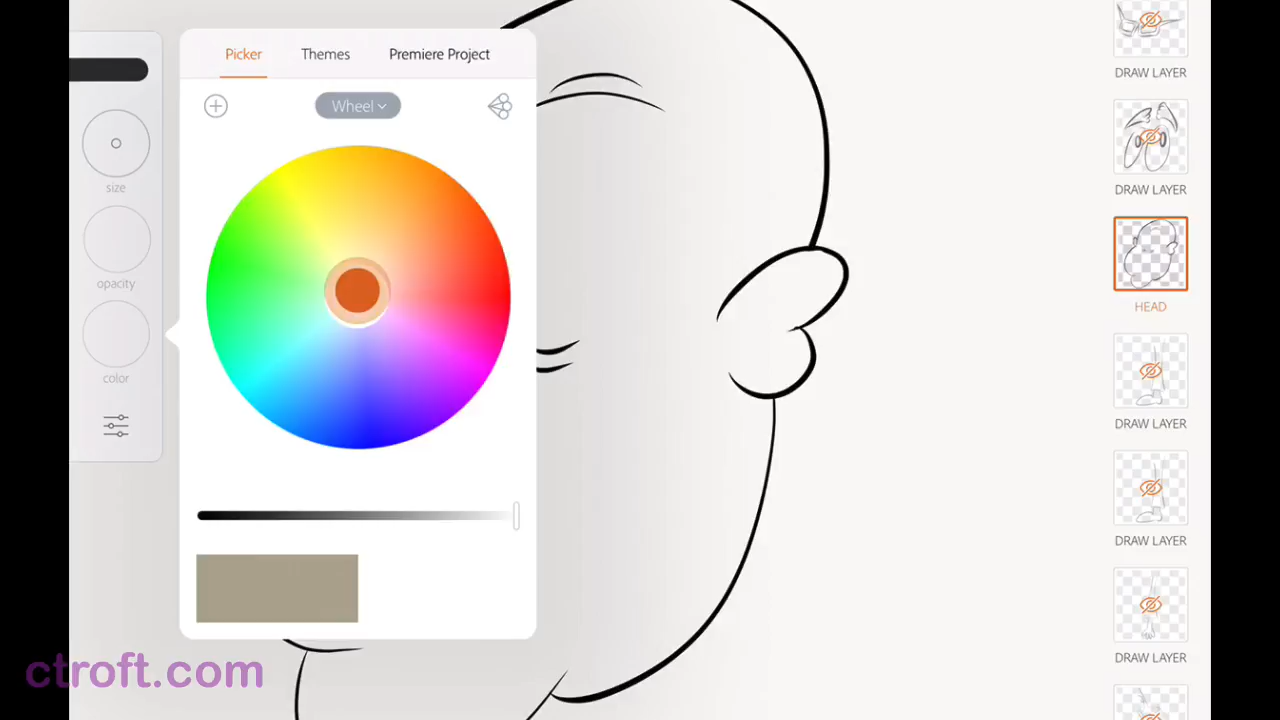 Picker
Themes
Premiere Project
Wheel
size
opacity
color
DRAW LAYER
DRAW LAYER
HEAD
DRAW LAYER
DRAW LAYER
DRAW LAYER
ctroft.com